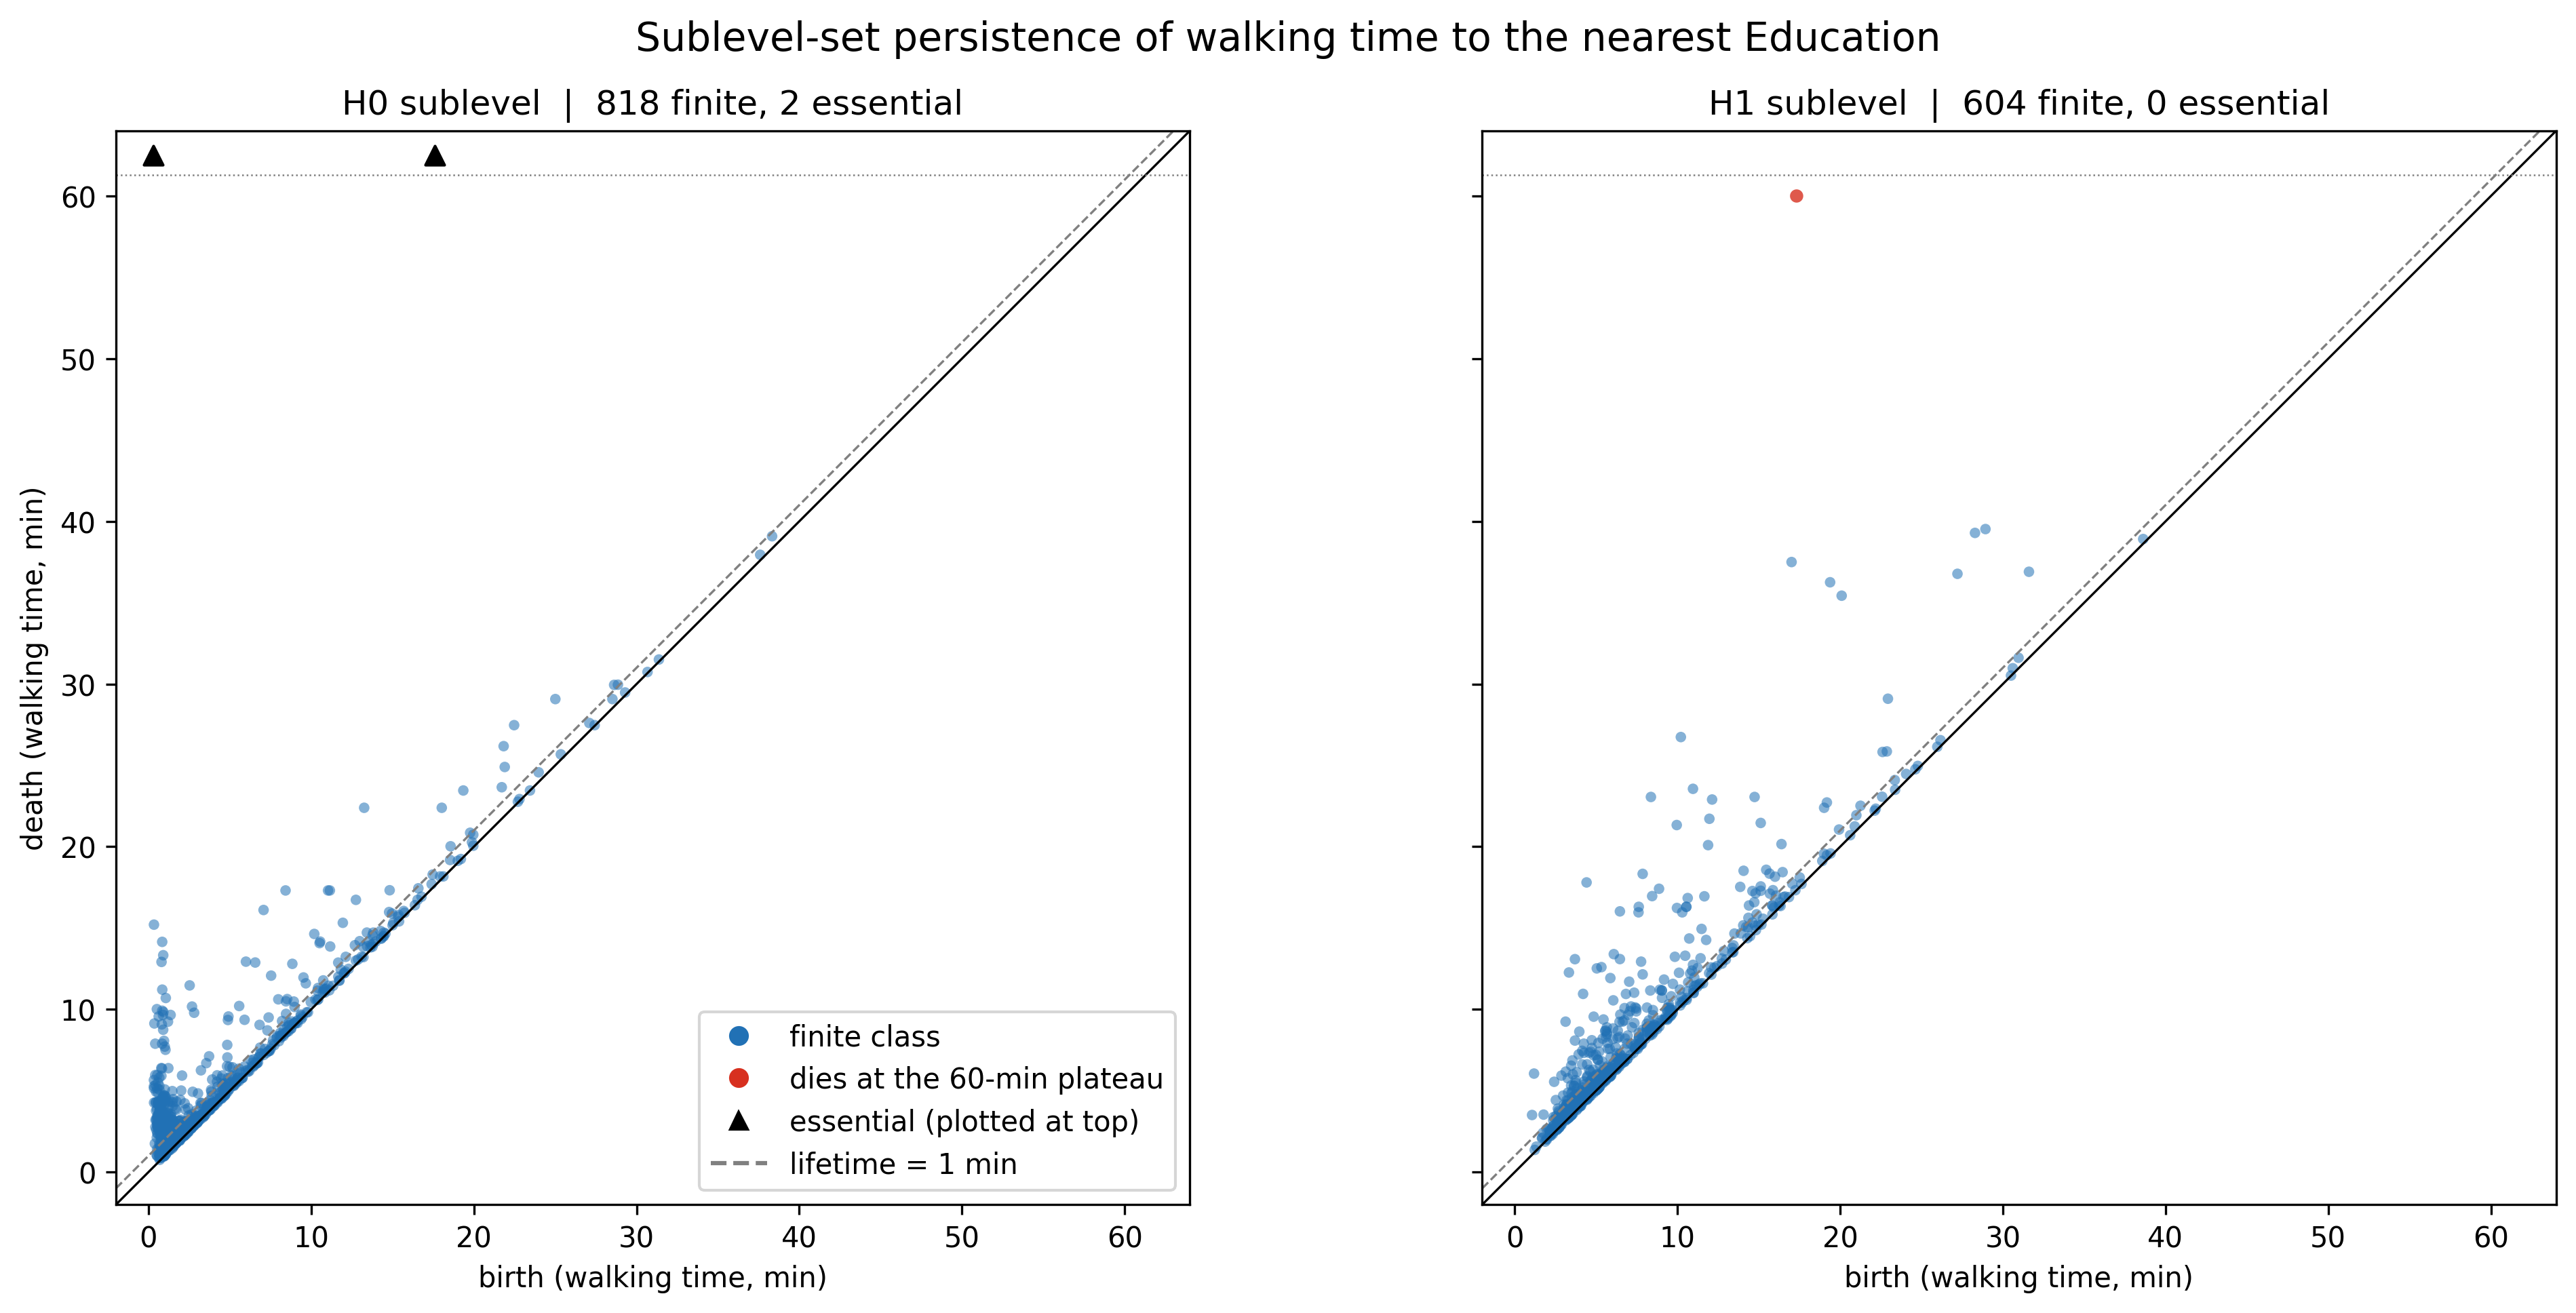 Sublevel-set persistence of walking time to the nearest Education
H0 sublevel | 818 finite, 2 essential
60
50
40
30
20
10
0
death (walking time, min)
finite class
dies at the 60-min plateau
essential (plotted at top)
lifetime = 1 min
0 10 20 30 40 50 60
birth (walking time, min)
H1 sublevel | 604 finite, 0 essential
0 10 20 30 40 50 60
birth (walking time, min)